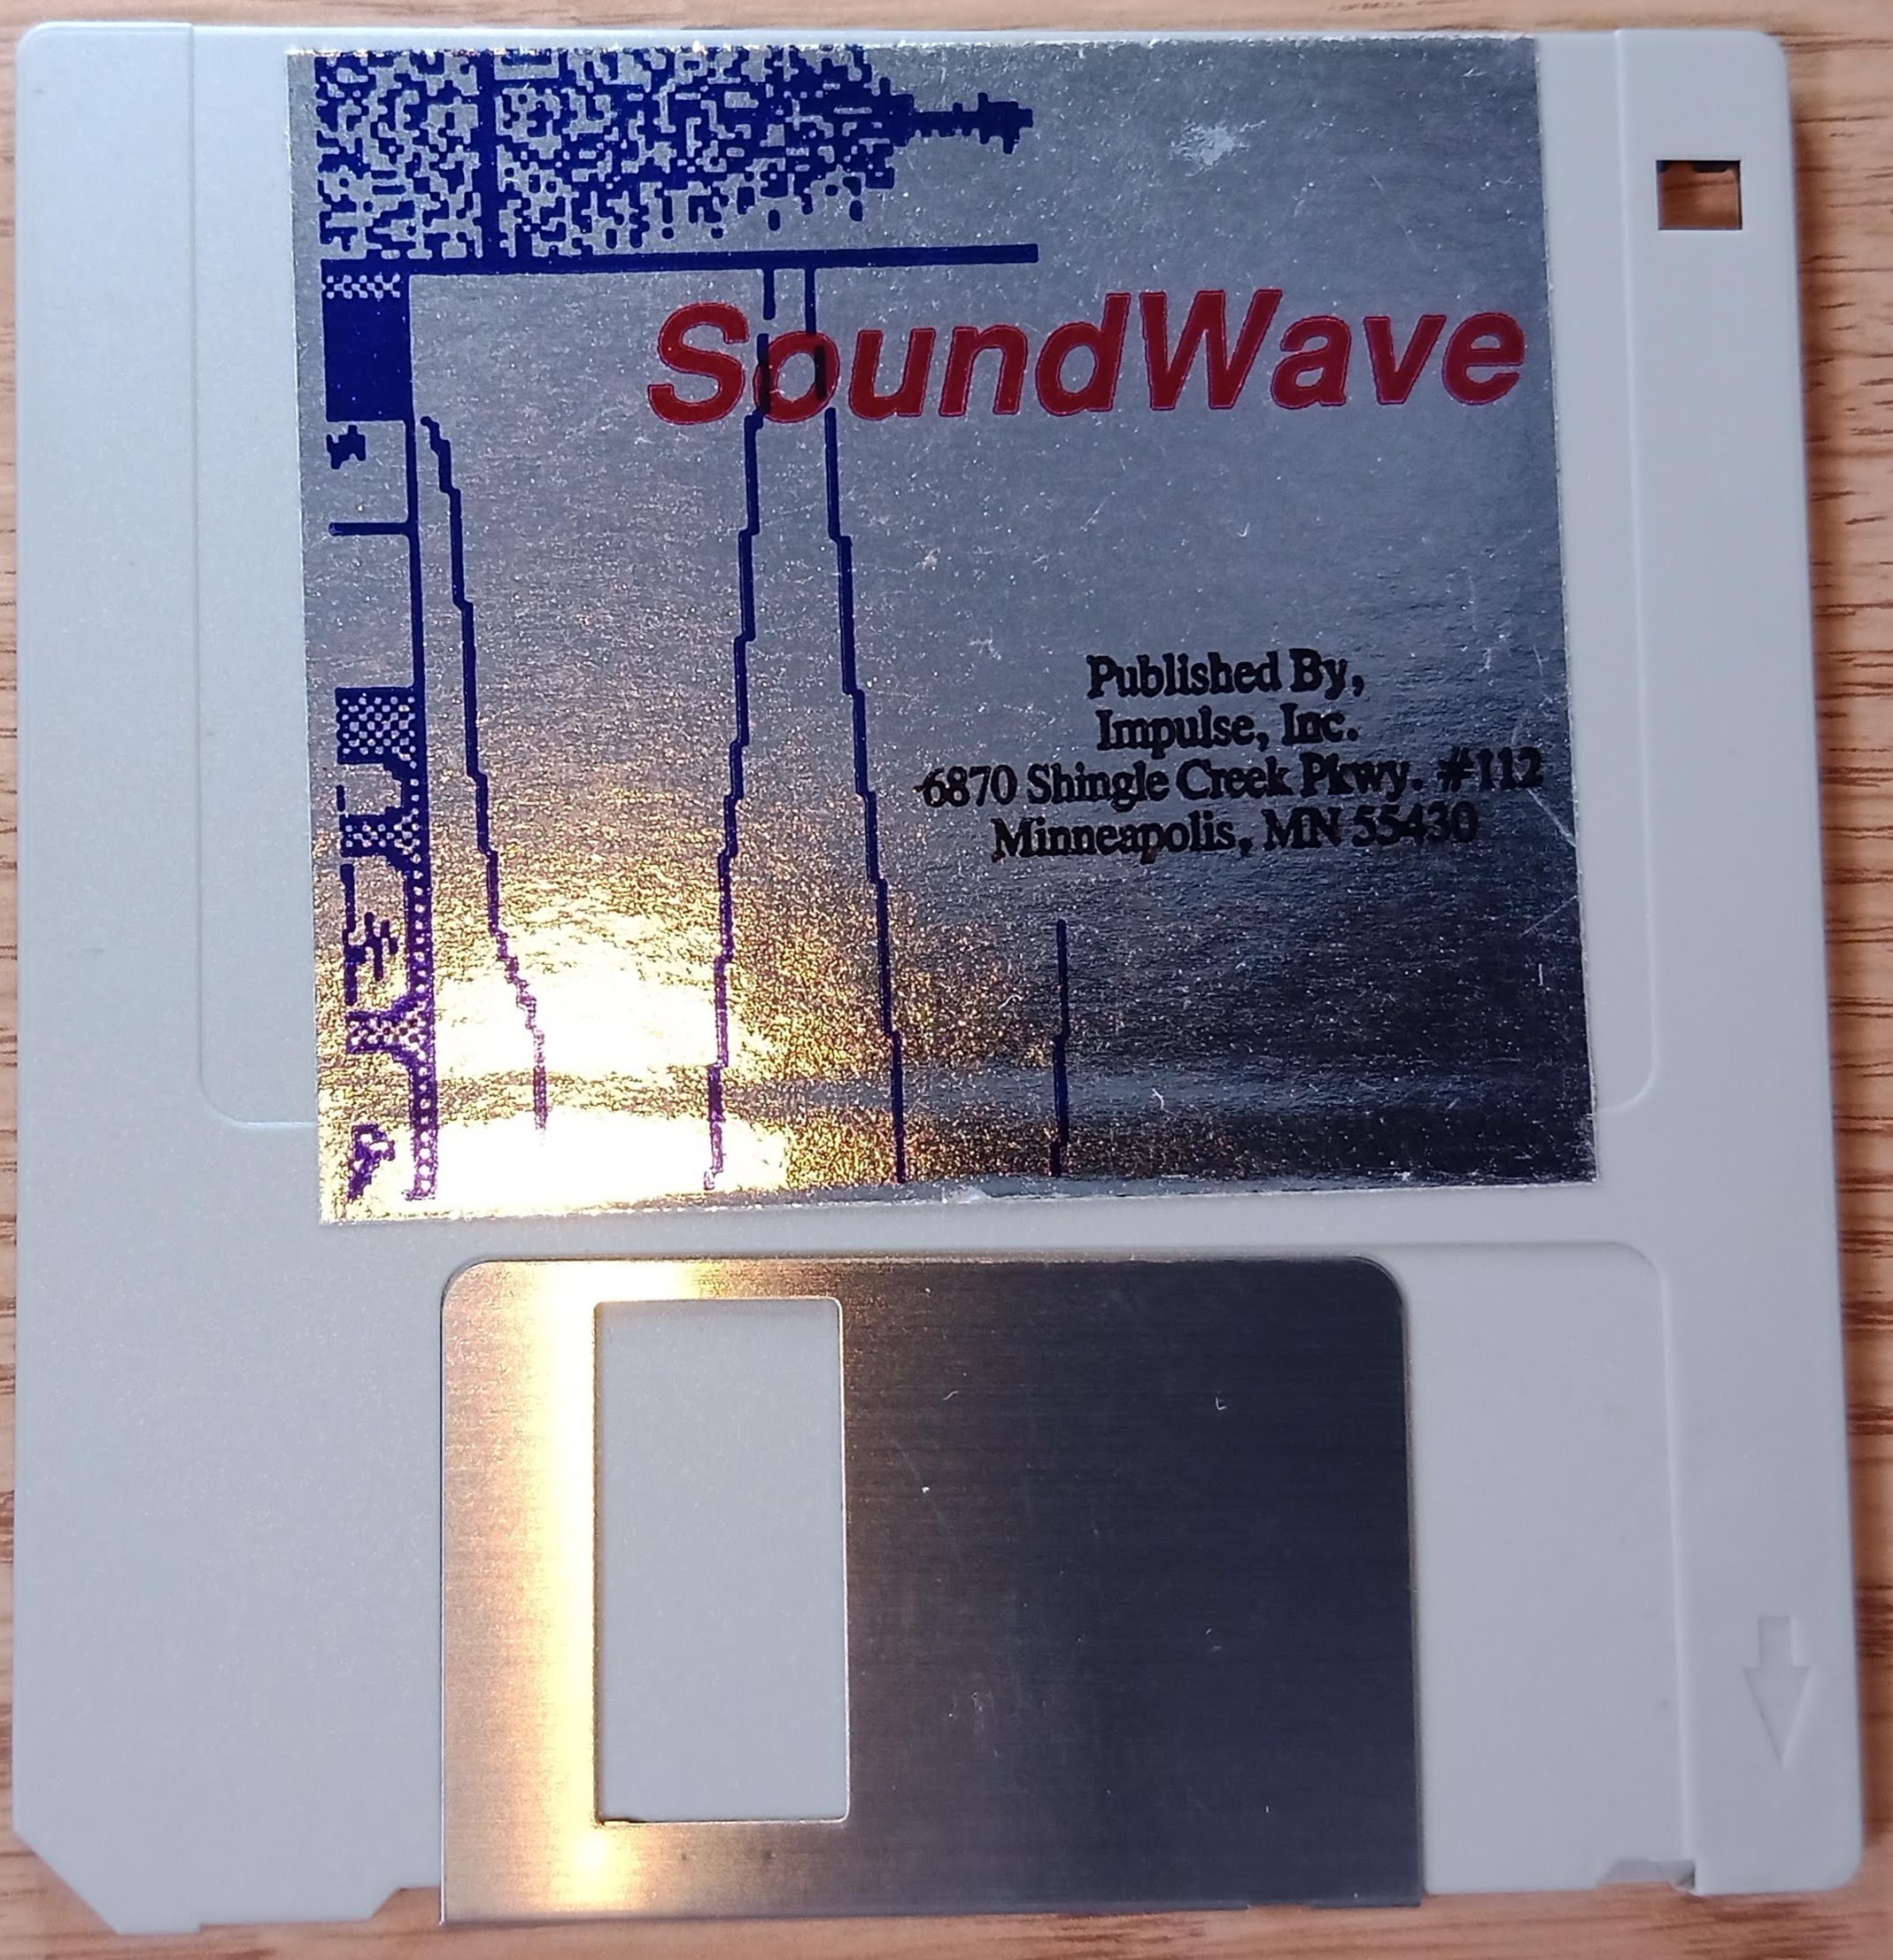 SoundWave
Published By,
Impulse, Inc.
6870 Shingle Creek Pkwy. #112
Minneapolis, MN 55430